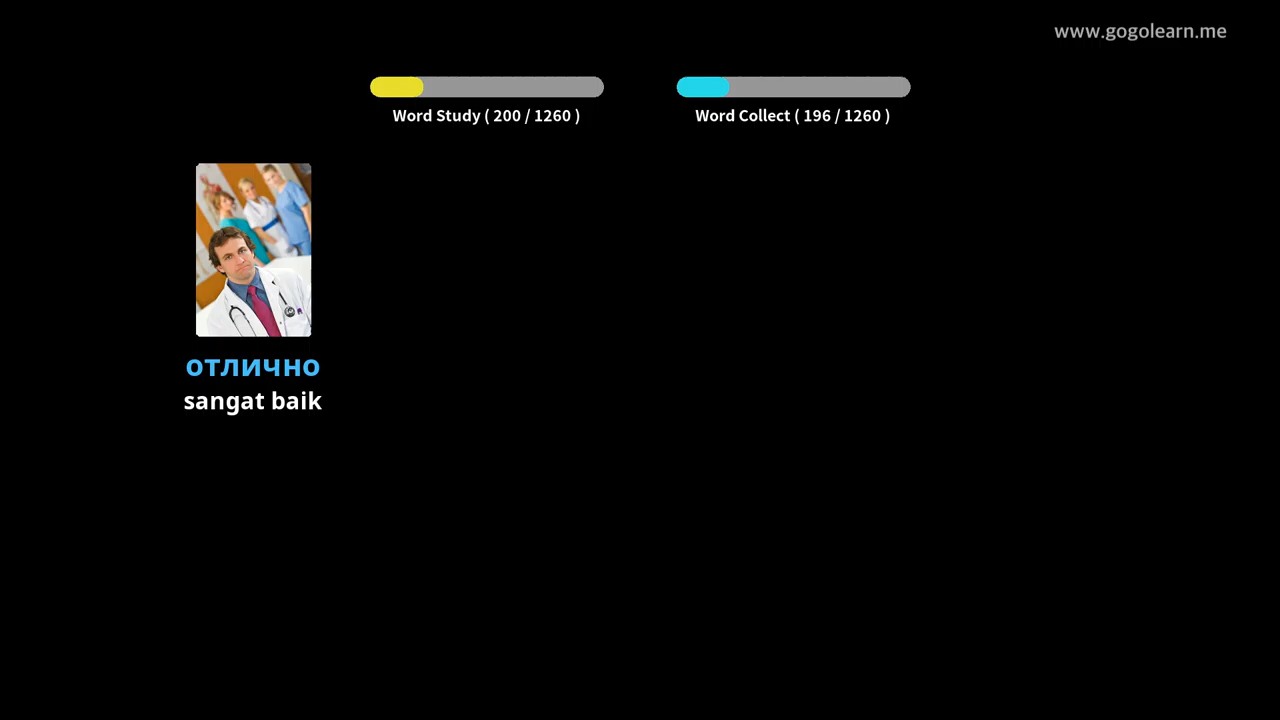 www.gogolearn.me
Word Study ( 200 / 1260 )
Word Collect ( 196 / 1260 )
отлично
sangat baik